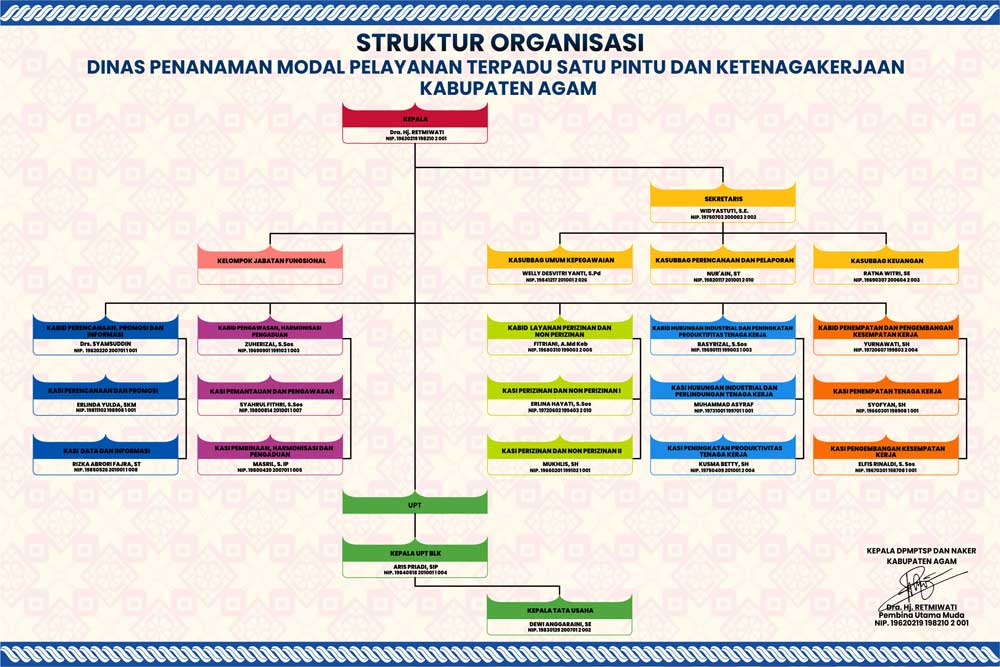 STRUKTUR ORGANISASI
DINAS PENANAMAN MODAL PELAYANAN TERPADU SATU PINTU DAN KETENAGAKERJAAN
KABUPATEN AGAM
KEPALA
Dra. Hj. RETMIWATI
NIP. 19620219 198210 2 001
SEKRETARIS
WIDYASTUTI, S.E.
NIP. 19750703 200003 2 002
KELOMPOK JABATAN FUNGSIONAL
KASUBBAG UMUM KEPEGAWAIAN
WELLY DESVITRI YANTI, S.Pd
NIP. 19841217 201001 2 026
KASUBBAG PERENCANAAN DAN PELAPORAN
NUR'AIN, ST
NIP. 19820117 201001 2 010
KASUBBAG KEUANGAN
RATNA WITRI, SE
NIP. 19690307 200604 2 003
KABID PERENCANAAN, PROMOSI DAN
INFORMASI
Drs. SYAMSUDDIN
NIP. 19620220 200701 1 001
KABID PENGAWASAN, HARMONISASI
PENGADUAN
ZUHERIZAL, S.Sos
NIP. 19690901 199102 1 003
KABID LAYANAN PERIZINAN DAN
NON PERIZINAN
FITRIANI, A.Md Keb
NIP. 19680310 199003 2 005
KABID HUBUNGAN INDUSTRIAL DAN PENINGKATAN
PRODUKTIFITAS TENAGA KERJA
BASYRIZAL, S.Sos
NIP. 19690111 199003 1 003
KABID PENEMPATAN DAN PENGEMBANGAN
KESEMPATAN KERJA
YURNAWATI, SH
NIP. 19720607 199803 2 004
KASI PERENCANAAN DAN PROMOSI
ERLINDA YULDA, SKM
NIP. 19811102 198908 1 001
KASI PEMANTAUAN DAN PENGAWASAN
SYAHRUL FITHRI, S.Sos
NIP. 19800814 201001 1 007
KASI PERIZINAN DAN NON PERIZINAN I
ERLINA HAYATI, S.Sos
NIP. 19720602 199403 2 010
KASI HUBUNGAN INDUSTRIAL DAN
PERLINDUNGAN TENAGA KERJA
MUHAMMAD ASYRAF
NIP. 19731001 199701 1 001
KASI PENEMPATAN TENAGA KERJA
SYOFYAN, SH
NIP. 19660301 198908 1 001
KASI DATA DAN INFORMASI
RIZKA ABRORI FAJRA, ST
NIP. 19850526 201001 1 008
KASI PEMBINAAN, HARMONISASI DAN
PENGADUAN
MASRIL, S. IP
NIP. 19800420 200701 1 005
KASI PERIZINAN DAN NON PERIZINAN II
MUKHLIS, SH
NIP. 19660201 199102 1 001
KASI PENINGKATAN PRODUKTIVITAS
TENAGA KERJA
KUSMA BETTY, SH
NIP. 19750405 201001 2 004
KASI PENGEMBANGAN KESEMPATAN
KERJA
ELFIS RINALDI, S. Sos
NIP. 19670201 198708 1 001
UPT
KEPALA UPT BLK
ARIS PRIADI, SIP
NIP. 19840518 201001 1 004
KEPALA TATA USAHA
DEWI ANGGARAINI, SE
NIP. 19830129 200701 2 002
KEPALA DPMPTSP DAN NAKER
KABUPATEN AGAM
Dra. Hj. RETMIWATI
Pembina Utama Muda
NIP. 19620219 198210 2 001